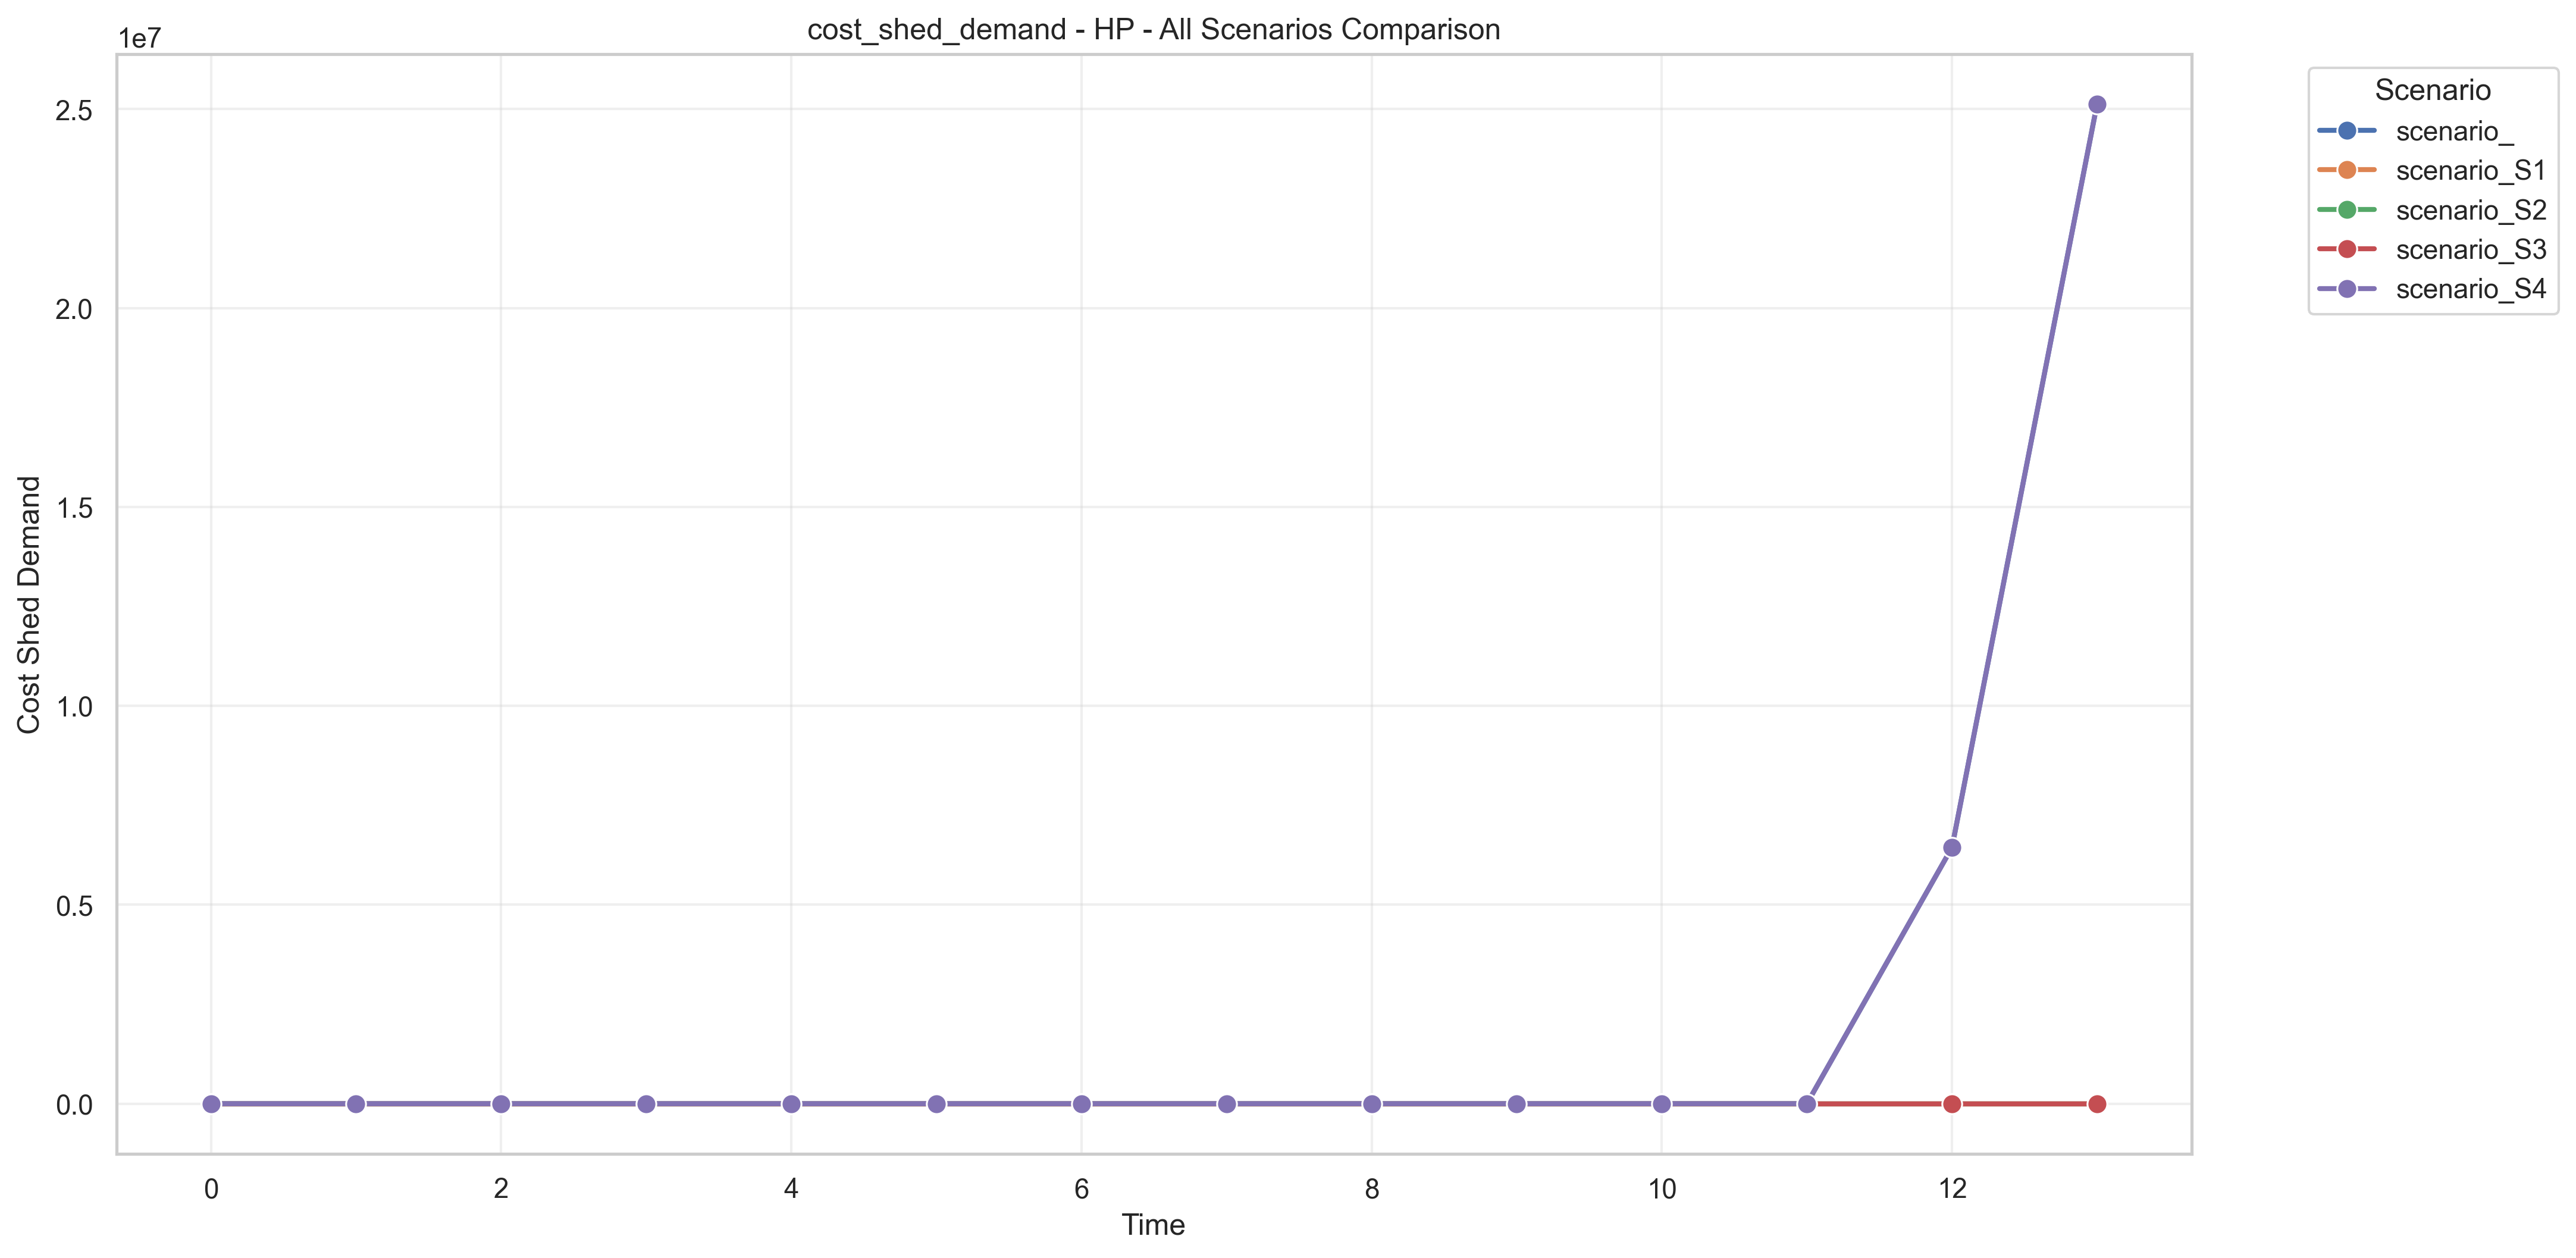 cost_shed_demand - HP - All Scenarios Comparison
1e7
2.5
2.0
1.5
1.0
0.5
0.0
Cost Shed Demand
0 2 4 6 8 10 12
Time
Scenario
scenario_
scenario_S1
scenario_S2
scenario_S3
scenario_S4